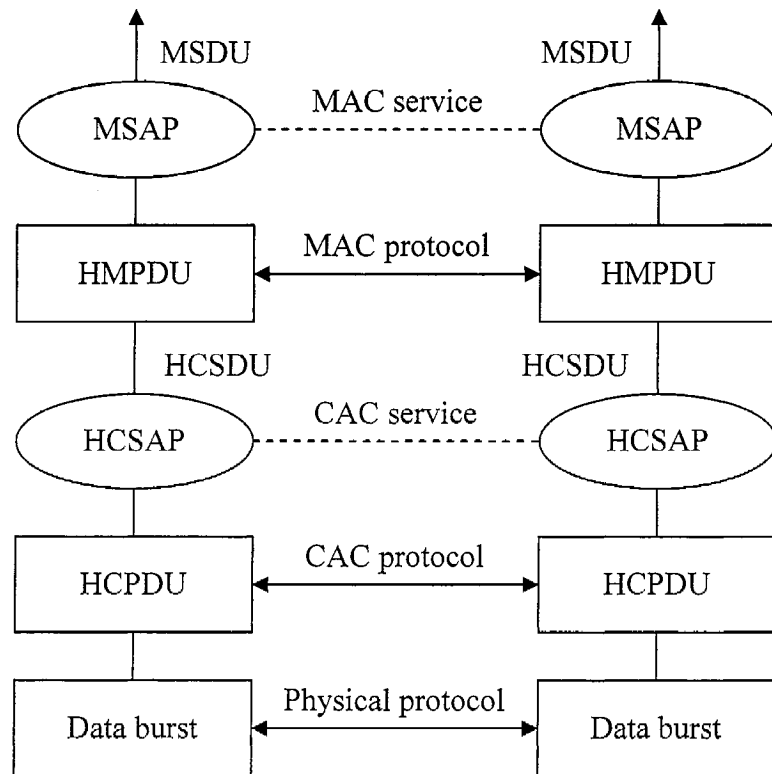 MSDU
MSDU
MSAP
MAC service
MSAP
HMPDU
MAC protocol
HMPDU
HCSDU
HCSDU
HCSAP
CAC service
HCSAP
HCPDU
CAC protocol
HCPDU
Data burst
Physical protocol
Data burst